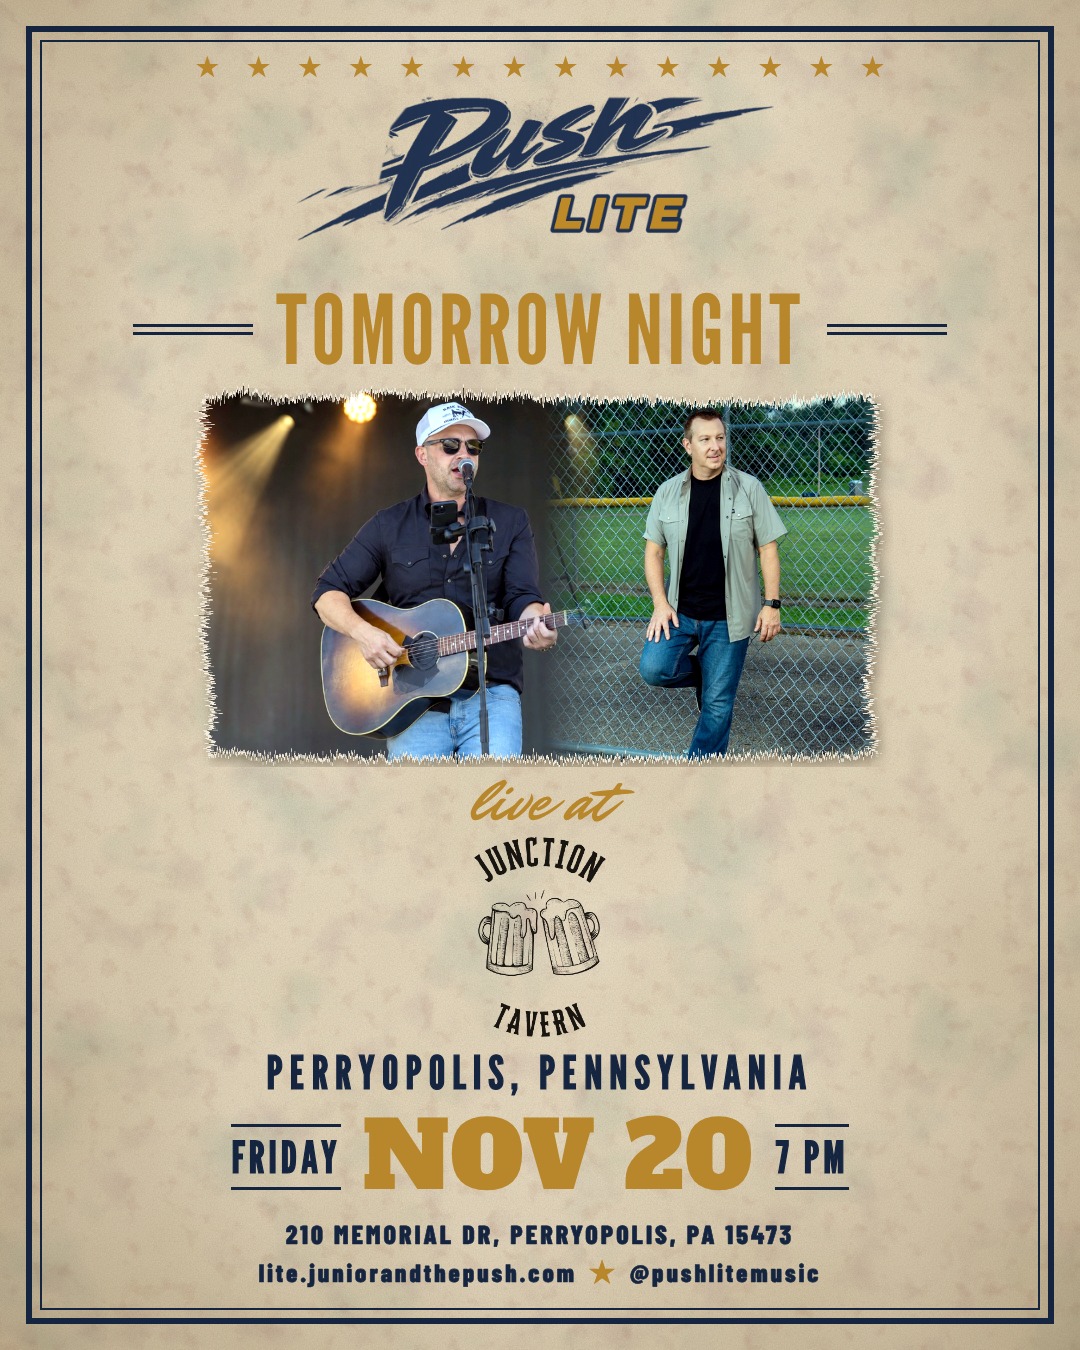 Push
LITE
TOMORROW NIGHT
live at
JUNCTION
TAVERN
PERRYOPOLIS, PENNSYLVANIA
FRIDAY NOV 20 7 PM
210 MEMORIAL DR, PERRYOPOLIS, PA 15473
lite.juniorandthepush.com ★ @pushlitemusic